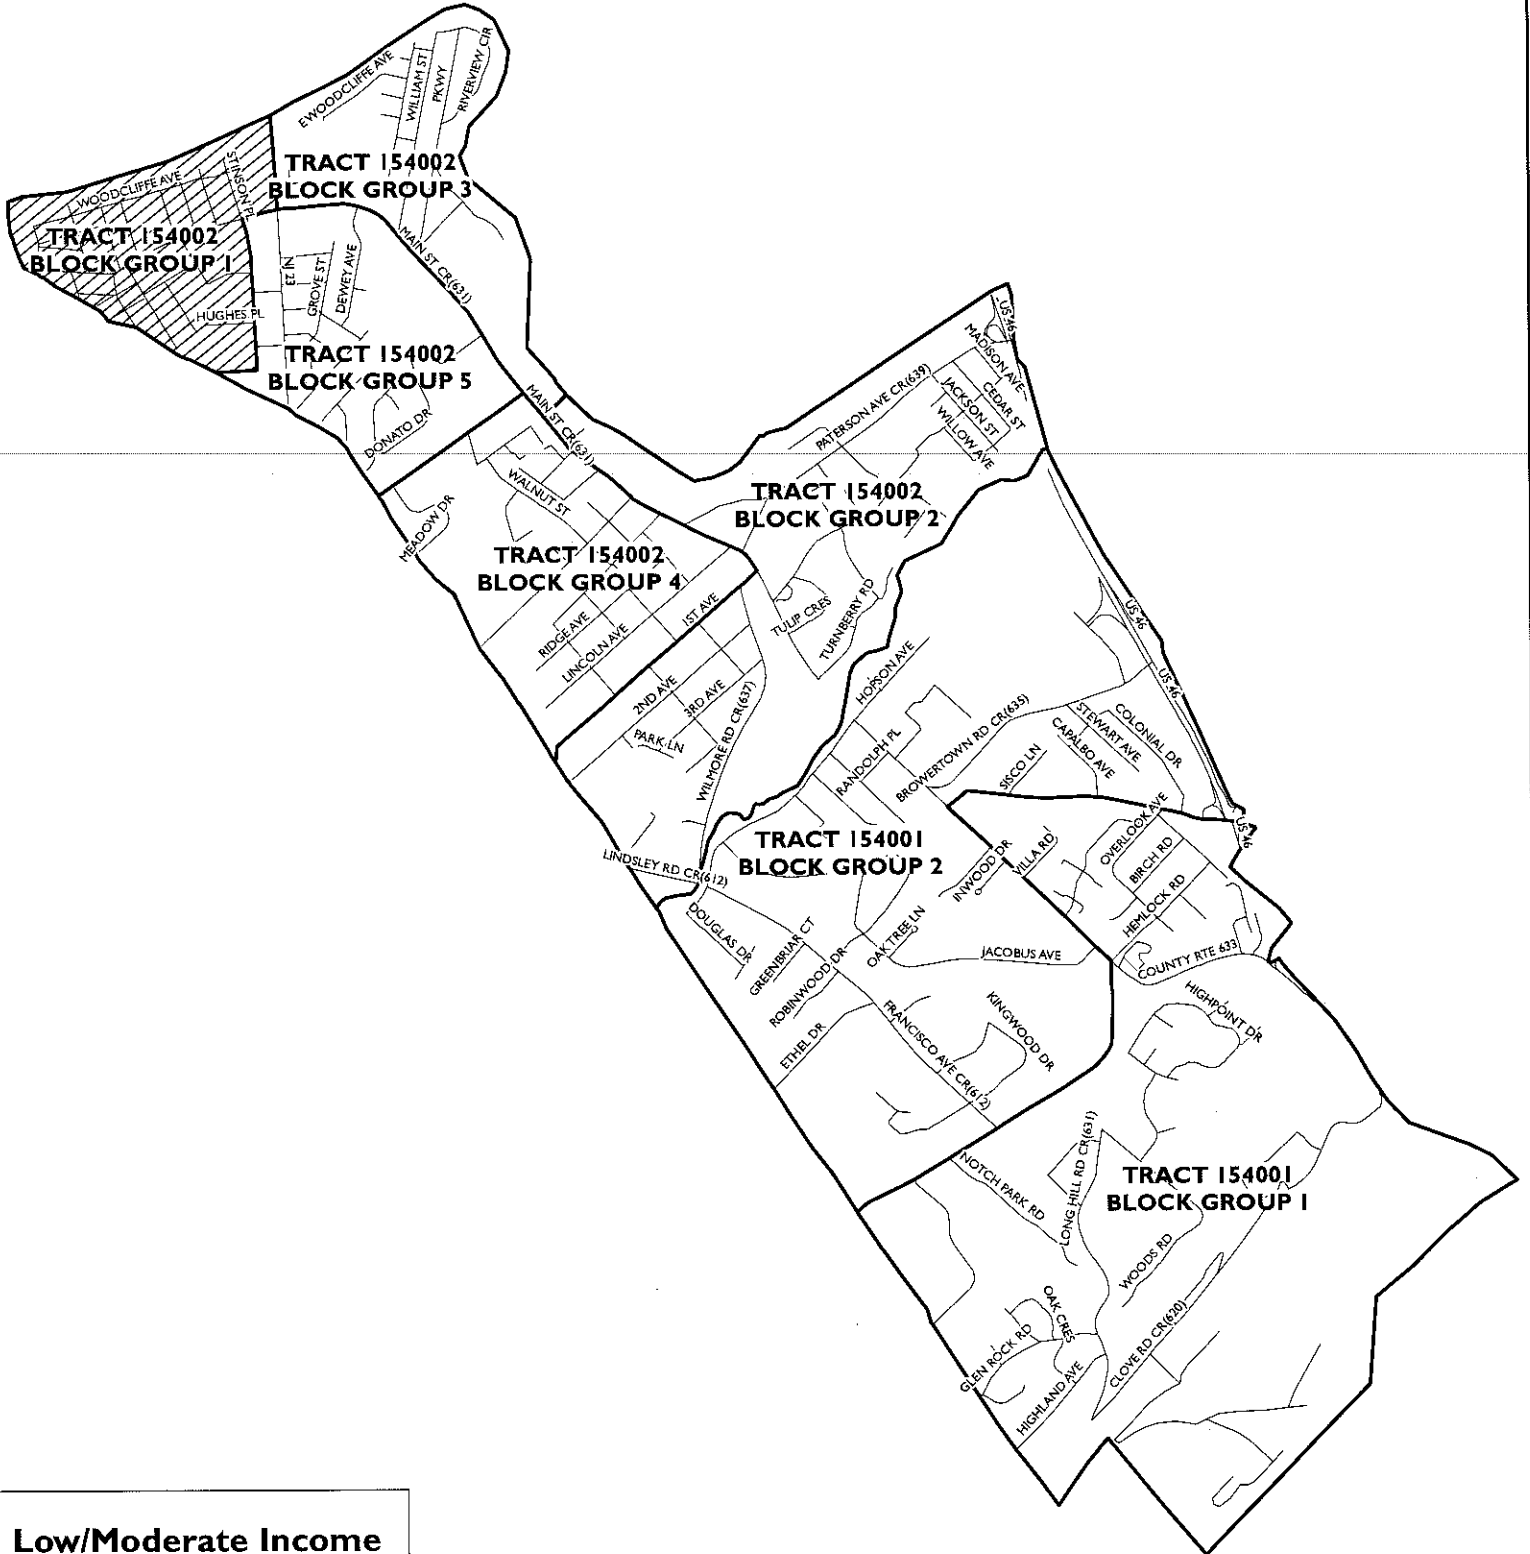 EWOODCLIFFE AVE
WILLIAM ST
PKWY
RIVERVIEW CIR
TRACT 154002
BLOCK GROUP 3
STINSON PL
WOODCLIFFE AVE
TRACT 154002
BLOCK GROUP 1
HUGHES PL
NJ 23
GROVE ST
DEWEY AVE
MAIN ST CR(631)
TRACT 154002
BLOCK GROUP 5
DONATO DR
MAIN ST CR(631)
US 46
MADISON AVE
CEDAR ST
JACKSON ST
WILLOW AVE
PATERSON AVE CR(639)
TRACT 154002
BLOCK GROUP 2
WALNUT ST
MEADOW DR
TRACT 154002
BLOCK GROUP 4
RIDGE AVE
LINCOLN AVE
1ST AVE
TULIP CRES
TURNBERRY RD
2ND AVE
3RD AVE
PARK LN
WILMORE RD CR(637)
HOPSON AVE
US 46
US 46
BROWERTOWN RD CR(635)
STEWART AVE
COLONIAL DR
CAPALBO AVE
SISCO LN
RANDOLPH PL
US 46
TRACT 154001
BLOCK GROUP 2
LINDSLEY RD CR(612)
INWOOD DR
VILLA RD
OVERLOOK AVE
BIRCH RD
HEMLOCK RD
DOUGLAS DR
GREENBRIAR CT
ROBINWOOD DR
OAK TREE LN
JACOBUS AVE
COUNTY RTE 633
HIGHPOINT DR
ETHEL DR
FRANCISCO AVE CR(612)
KINGWOOD DR
NOTCH PARK RD
LONG HILL RD CR(631)
TRACT 154001
BLOCK GROUP 1
WOODS RD
OAK CRES
GLEN ROCK RD
HIGHLAND AVE
CLOVE RD CR(620)
Low/Moderate Income